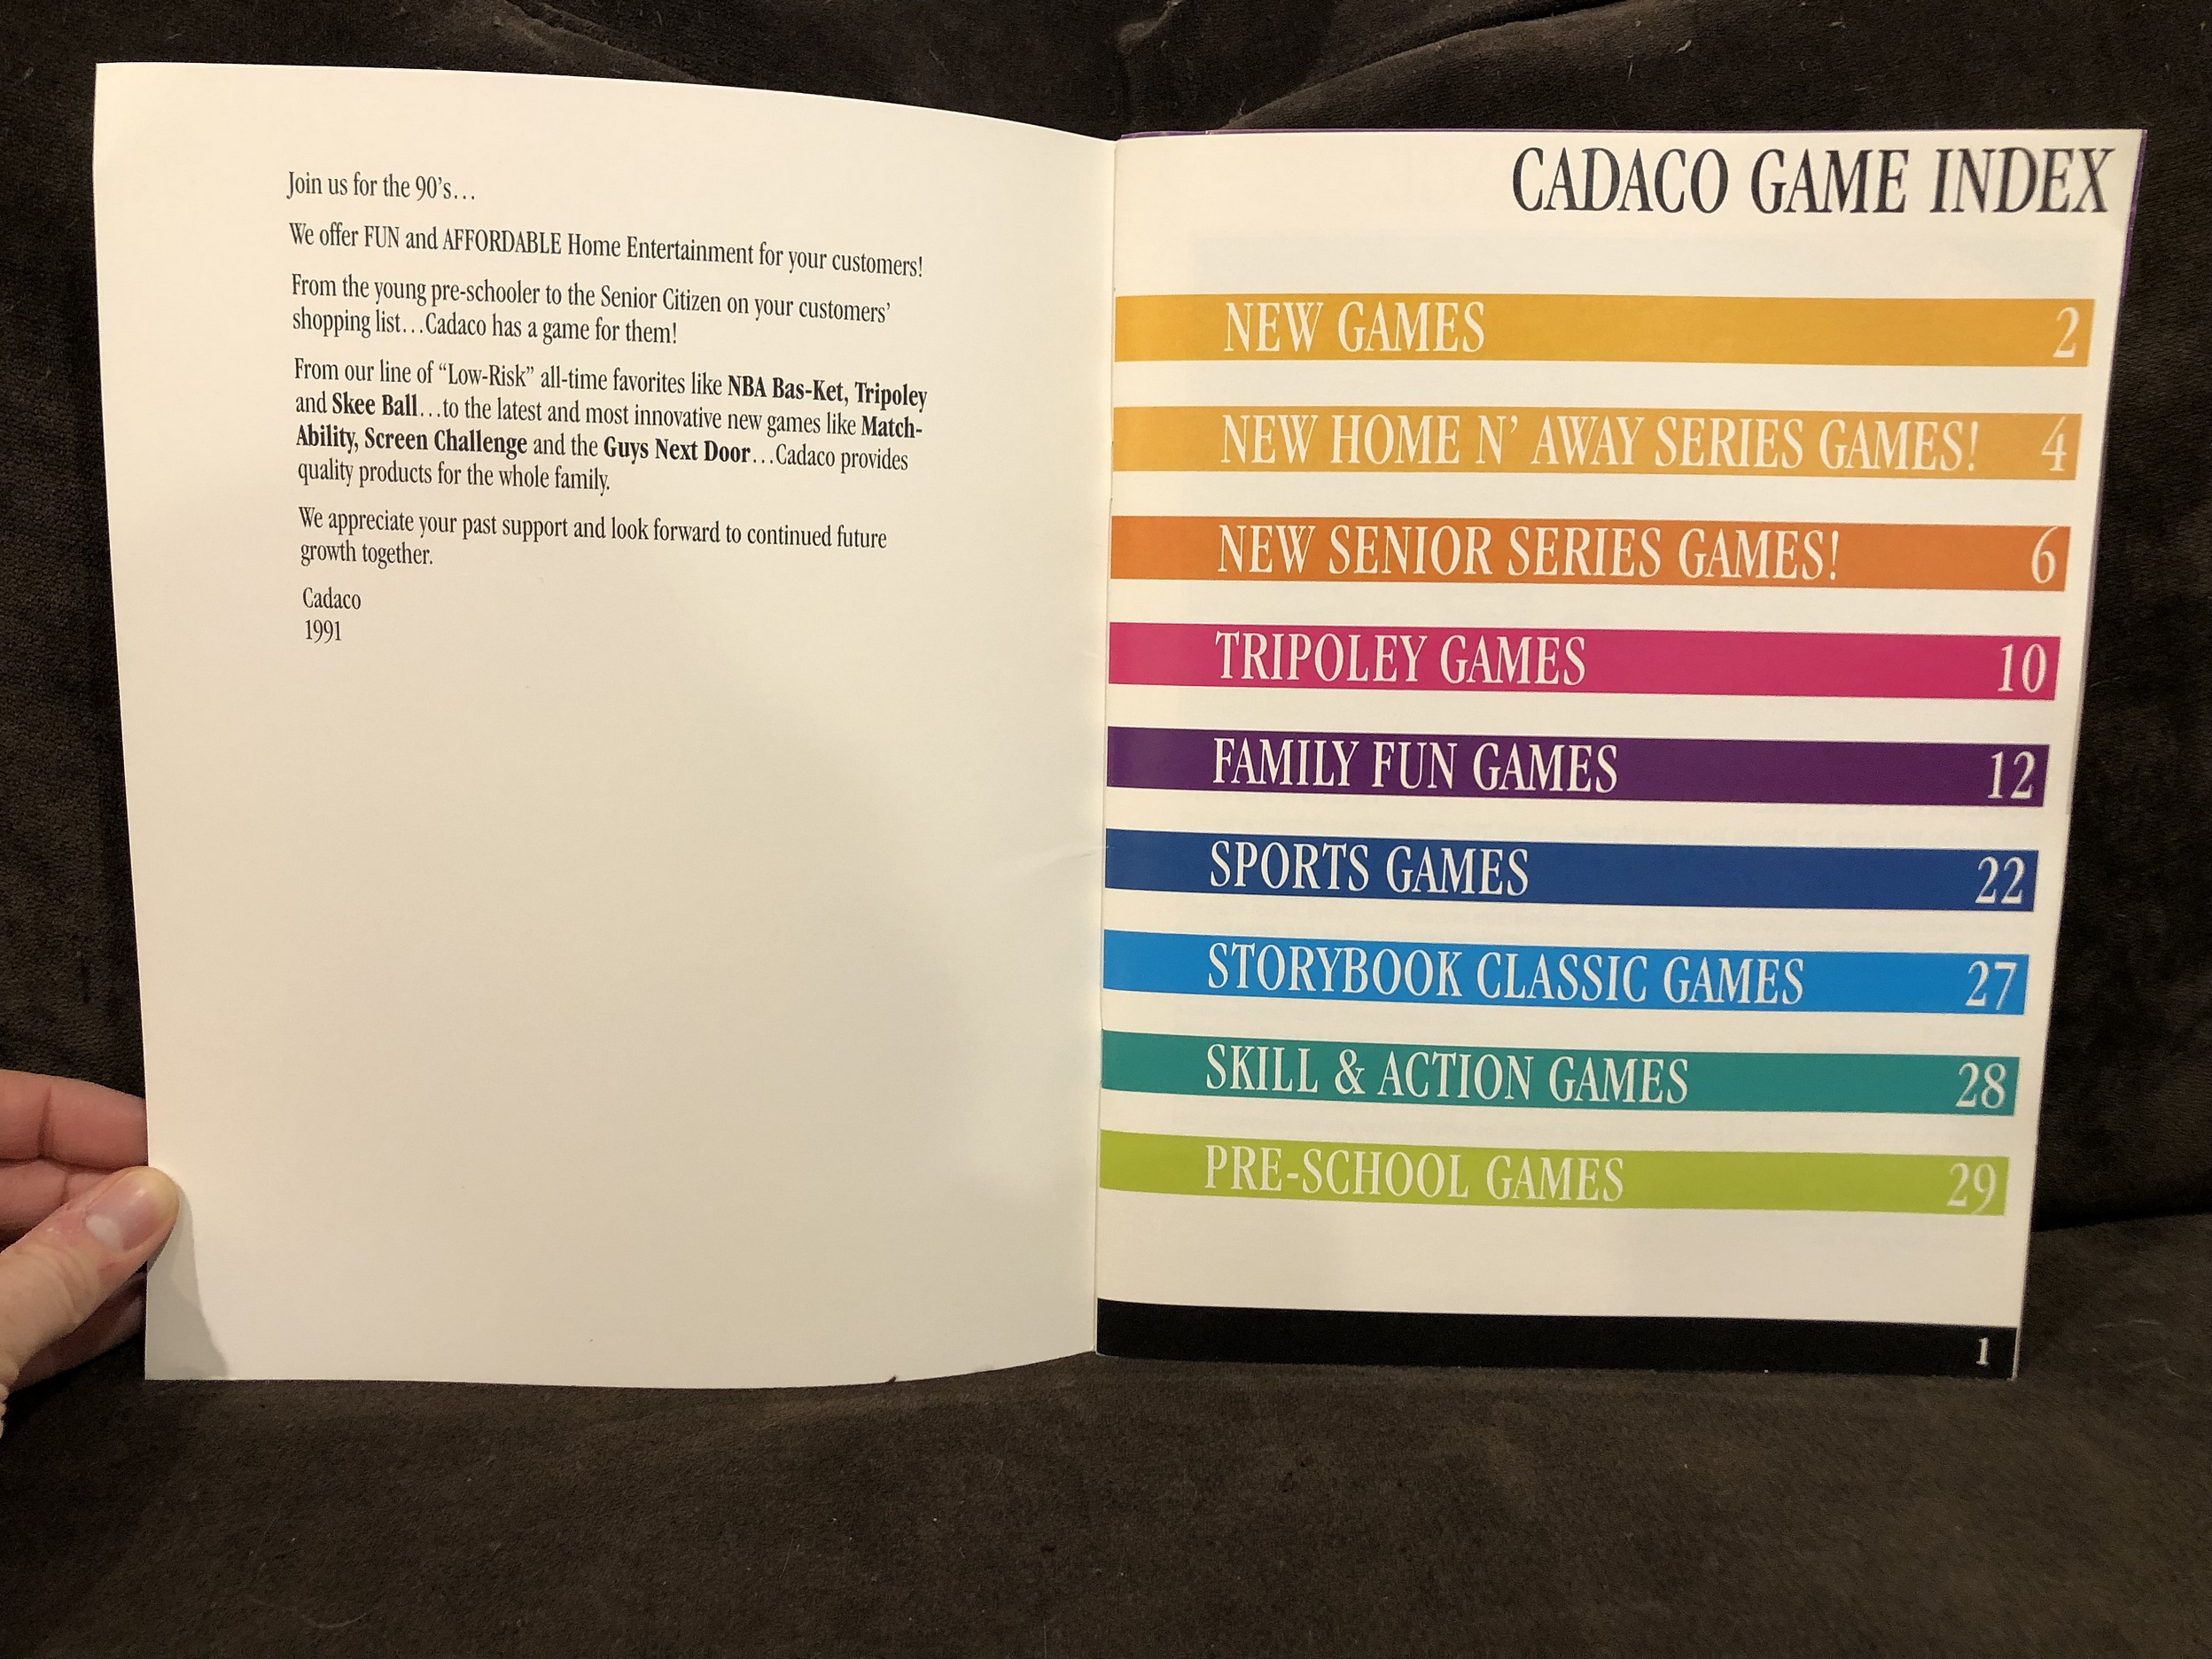 Join us for the 90's...
We offer FUN and AFFORDABLE Home Entertainment for your customers!
From the young pre-schooler to the Senior Citizen on your customers'
shopping list...Cadaco has a game for them!
From our line of "Low-Risk" all-time favorites like NBA Bas-Ket, Tripoley
and Skee Ball...to the latest and most innovative new games like Match-
Ability, Screen Challenge and the Guys Next Door...Cadaco provides
quality products for the whole family.
We appreciate your past support and look forward to continued future
growth together.
Cadaco
1991
CADACO GAME INDEX
NEW GAMES 2
NEW HOME N' AWAY SERIES GAMES! 4
NEW SENIOR SERIES GAMES! 6
TRIPOLEY GAMES 10
FAMILY FUN GAMES 12
SPORTS GAMES 22
STORYBOOK CLASSIC GAMES 27
SKILL & ACTION GAMES 28
PRE-SCHOOL GAMES 29
1